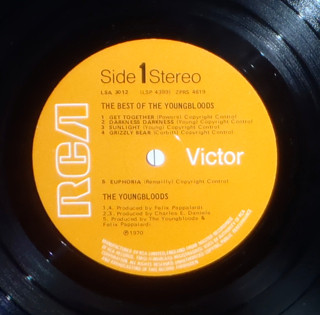 Side 1 Stereo
LSA 3012 (LSP 4399) ZPRS 4819
THE BEST OF THE YOUNGBLOODS
1 GET TOGETHER (Powers) Copyright Control
2 DARKNESS DARKNESS (Young) Copyright Control
3 SUNLIGHT (Young) Copyright Control
4 GRIZZLY BEAR (Corbitt) Copyright Control
RCA
Victor
5 EUPHORIA (Remaily) Copyright Control
THE YOUNGBLOODS
1,4. Produced by Felix Pappalardi
2,3. Produced by Charles E. Daniels
5. Produced by The Youngbloods &
Felix Pappalardi
℗1970